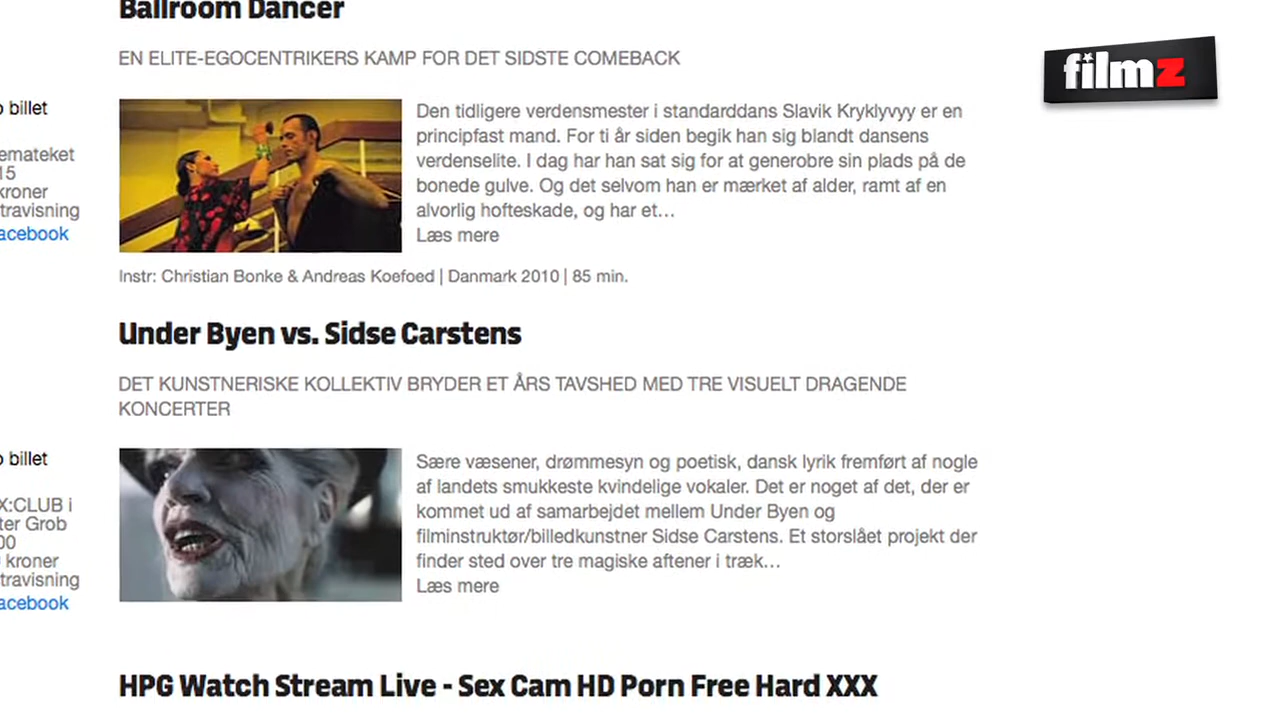 Ballroom Dancer
filmz
EN ELITE-EGOCENTRIKERS KAMP FOR DET SIDSTE COMEBACK
billet
emateket
15
kroner
travisning
acebook
Den tidligere verdensmester i standarddans Slavik Kryklyvyy er en
principfast mand. For ti år siden begik han sig blandt dansens
verdenselite. I dag har han sat sig for at generobre sin plads på de
bonede gulve. Og det selvom han er mærket af alder, ramt af en
alvorlig hofteskade, og har et...
Læs mere
Instr: Christian Bonke & Andreas Koefoed | Danmark 2010 | 85 min.
Under Byen vs. Sidse Carstens
DET KUNSTNERISKE KOLLEKTIV BRYDER ET ÅRS TAVSHED MED TRE VISUELT DRAGENDE
KONCERTER
billet
X:CLUB i
ter Grob
00
kroner
travisning
acebook
Sære væsener, drømmesyn og poetisk, dansk lyrik fremført af nogle
af landets smukkeste kvindelige vokaler. Det er noget af det, der er
kommet ud af samarbejdet mellem Under Byen og
filminstruktør/billedkunstner Sidse Carstens. Et storslået projekt der
finder sted over tre magiske aftener i træk...
Læs mere
HPG Watch Stream Live - Sex Cam HD Porn Free Hard XXX